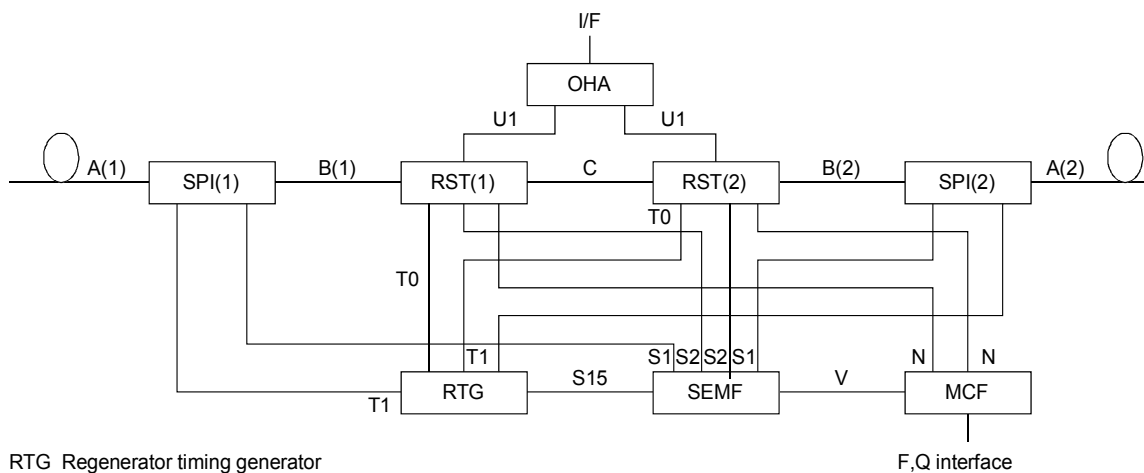 I/F
OHA
U1 U1
A(1) SPI(1) B(1) RST(1) C RST(2) B(2) SPI(2) A(2)
T0
T0
T1 S1 S2 S2 S1 N N
T1 RTG S15 SEMF V MCF
RTG Regenerator timing generator F,Q interface